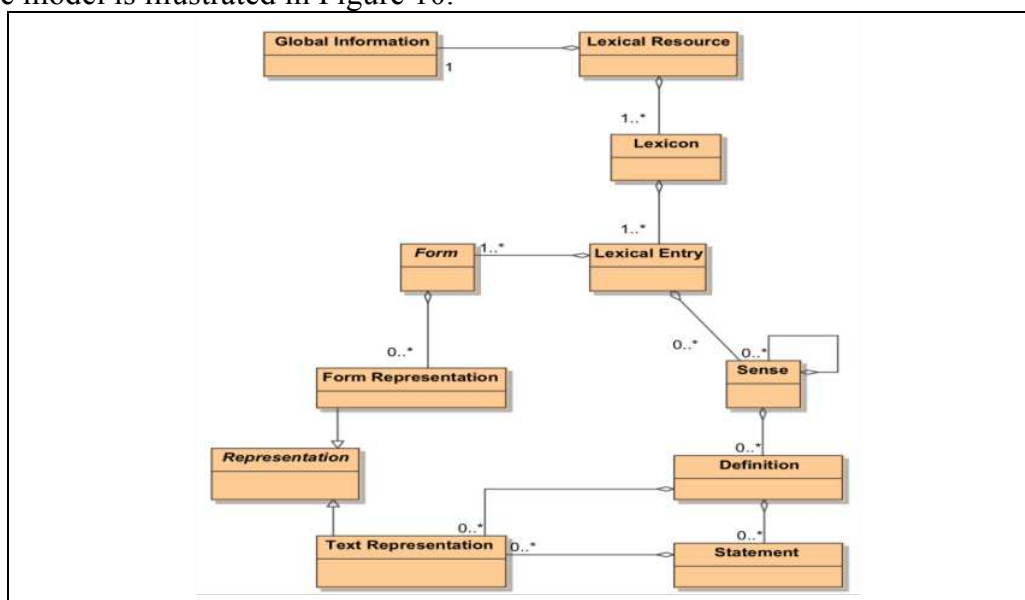 e model is illustrated in Figure 10.
Global Information
Lexical Resource
1
1..*
Lexicon
1..*
Form
1..*
Lexical Entry
0..*
0..*
0..*
Sense
Form Representation
Representation
0..*
Definition
0..*
0..*
Text Representation
0..*
Statement